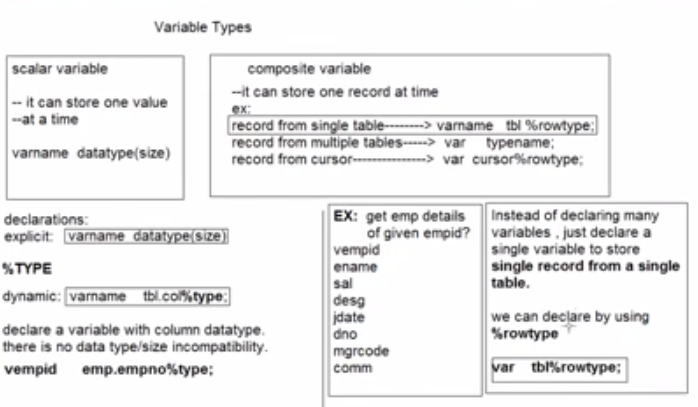 Variable Types
scalar variable
-- it can store one value
--at a time
varname datatype(size)
composite variable
--it can store one record at time
ex:
record from single table--------> varname tbl %rowtype;
record from multiple tables-----> var typename;
record from cursor---------------> var cursor%rowtype;
declarations:
explicit: varname datatype(size)
%TYPE
dynamic: varname tbl.col%type;
declare a variable with column datatype.
there is no data type/size incompatibility.
vempid emp.empno%type;
EX: get emp details
of given empid?
vempid
ename
sal
desg
jdate
dno
mgrcode
comm
Instead of declaring many
variables , just declare a
single variable to store
single record from a single
table.
we can declare by using
%rowtype
var tbl%rowtype;